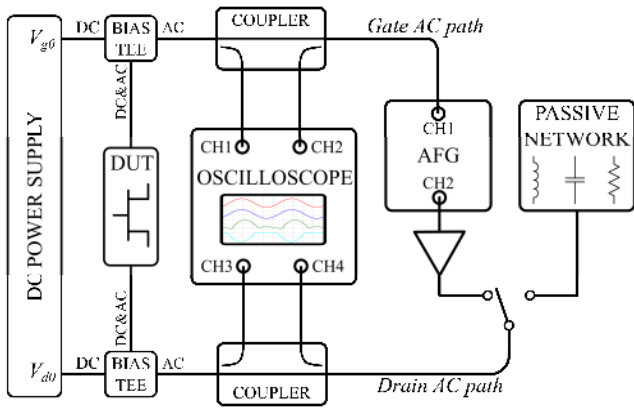 DC
BIAS
TEE
AC
COUPLER
Gate AC path
V_g0
DC&AC
CH1
CH2
CH1
AFG
CH2
PASSIVE
NETWORK
DC POWER SUPPLY
DUT
OSCILLOSCOPE
CH3
CH4
DC&AC
V_d0
DC
BIAS
TEE
AC
COUPLER
Drain AC path